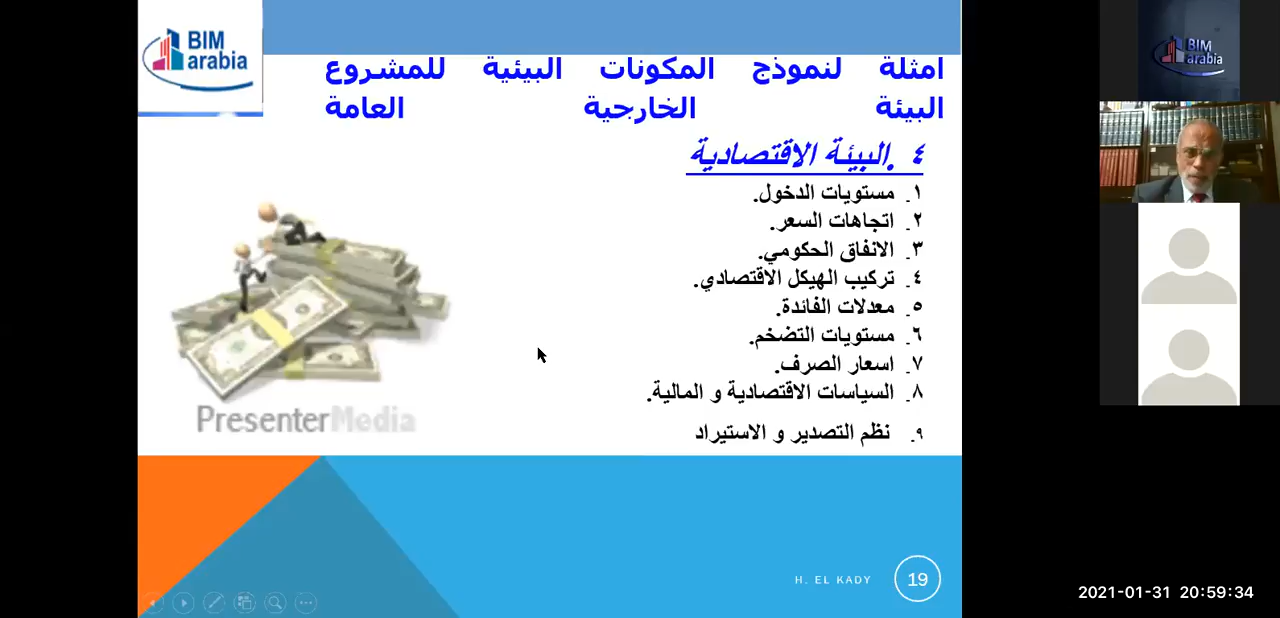 BIM
arabia
امثلة لنموذج المكونات البيئية للمشروع
البيئة الخارجية العامة
٤ .البيئة الاقتصادية
١. مستويات الدخول.
٢. اتجاهات السعر.
٣. الانفاق الحكومي.
٤. تركيب الهيكل الاقتصادي.
٥. معدلات الفائدة.
٦. مستويات التضخم.
٧. اسعار الصرف.
٨. السياسات الاقتصادية و المالية.
٩. نظم التصدير و الاستيراد
PresenterMedia
H. EL KADY
19
BIM
arabia
2021-01-31 20:59:34